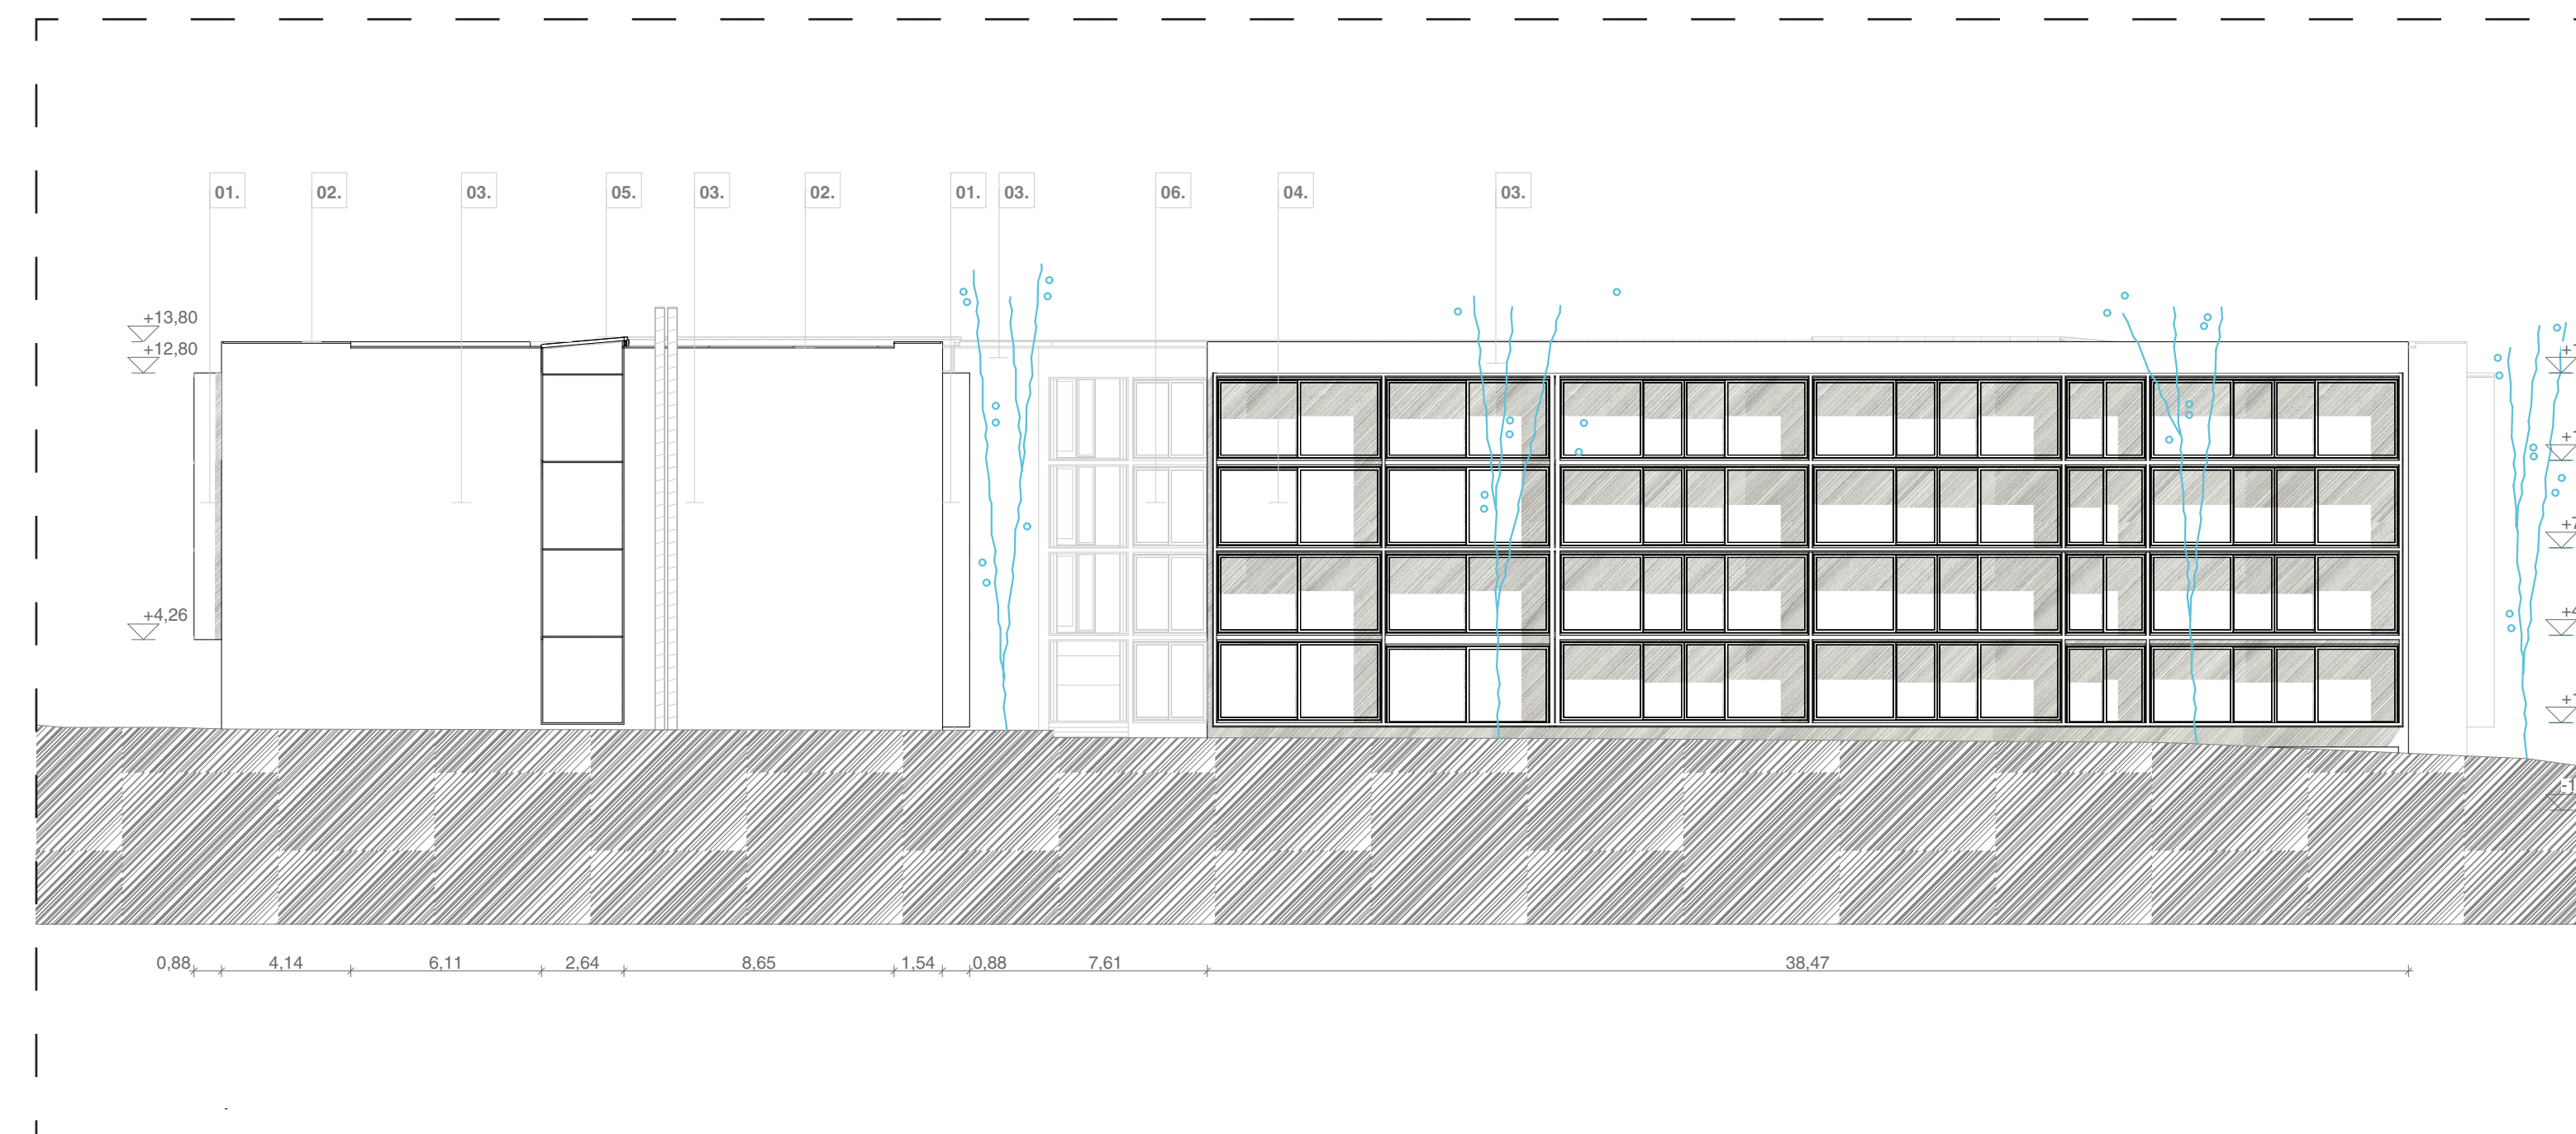 01. 02. 03. 05. 03. 02. 01. 03. 06. 04. 03.
+13,80
+12,80
+4,26
0,88 4,14 6,11 2,64 8,65 1,54 0,88 7,61 38,47